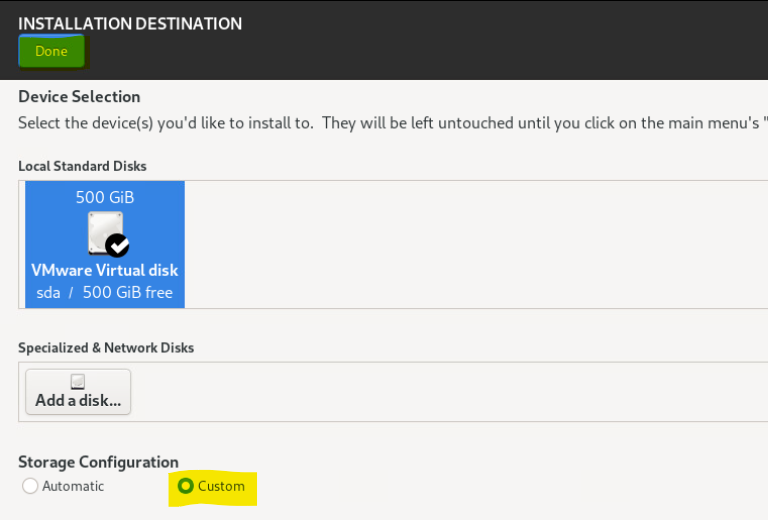 INSTALLATION DESTINATION
Done
Device Selection
Select the device(s) you'd like to install to. They will be left untouched until you click on the main menu's "
Local Standard Disks
500 GiB
VMware Virtual disk
sda / 500 GiB free
Specialized & Network Disks
Add a disk...
Storage Configuration
Automatic Custom